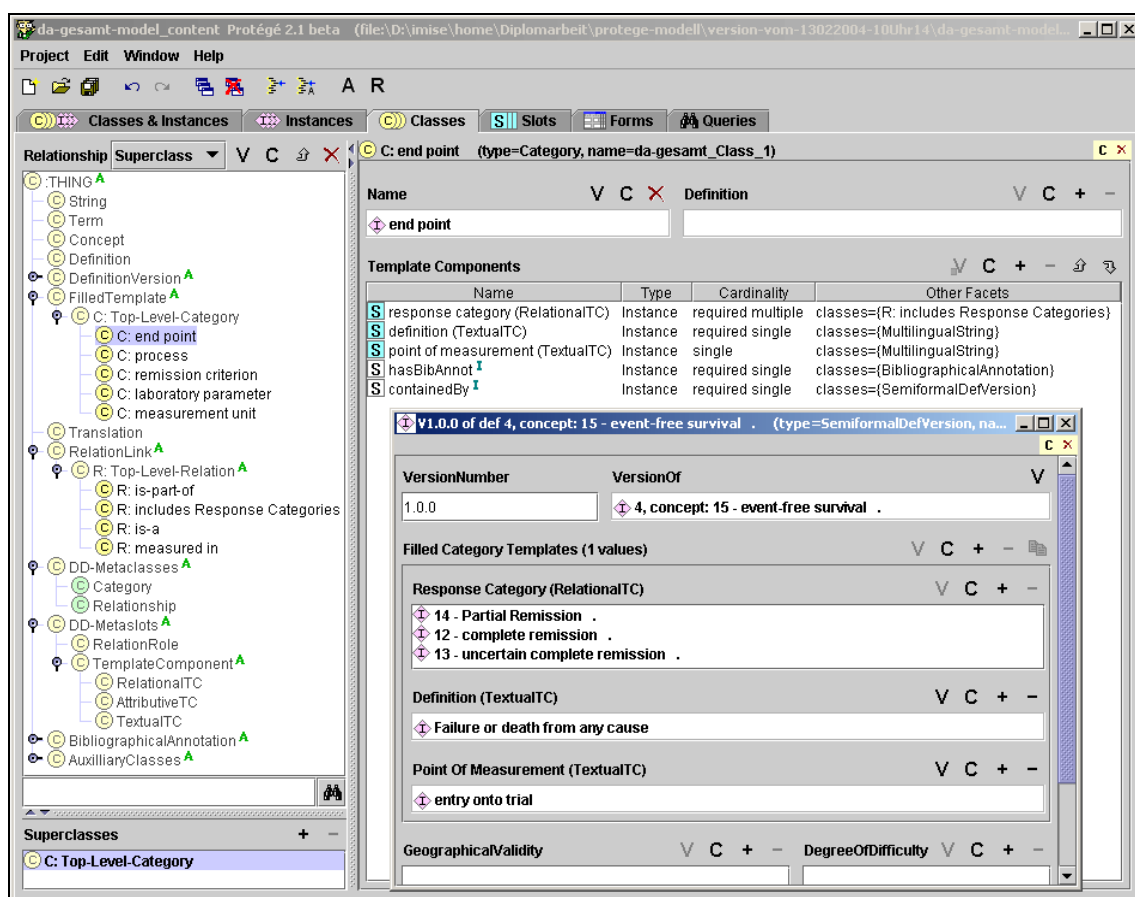 da-gesamt-model_content Protégé 2.1 beta (file:\D:\imise\home\Diplomarbeit\protege-modell\version-vom-13022004-10Uhr14\da-gesamt-model...
Project Edit Window Help
A R
C I Classes & Instances
I Instances
C Classes
S Slots
Forms
Queries
Relationship Superclass V C
C :THING A
C String
C Term
C Concept
C Definition
C DefinitionVersion A
C FilledTemplate A
C C: Top-Level-Category
C C: end point
C C: process
C C: remission criterion
C C: laboratory parameter
C C: measurement unit
C Translation
C RelationLink A
C R: Top-Level-Relation A
C R: is-part-of
C R: includes Response Categories
C R: is-a
C R: measured in
C DD-Metaclasses A
C Category
C Relationship
C DD-Metaslots A
C RelationRole
C TemplateComponent A
C RelationalTC
C AttributiveTC
C TextualTC
C BibliographicalAnnotation A
C AuxilliaryClasses A
Superclasses + −
C C: Top-Level-Category
C C: end point (type=Category, name=da-gesamt_Class_1) C ×
Name V C Definition V C + −
I end point
Template Components V C + −
Name Type Cardinality Other Facets
S response category (RelationalTC) Instance required multiple classes={R: includes Response Categories}
S definition (TextualTC) Instance required single classes={MultilingualString}
S point of measurement (TextualTC) Instance single classes={MultilingualString}
S hasBibAnnot I Instance required single classes={BibliographicalAnnotation}
S containedBy I Instance required single classes={SemiformalDefVersion}
I V1.0.0 of def 4, concept: 15 - event-free survival . (type=SemiformalDefVersion, na...
C ×
VersionNumber VersionOf V
1.0.0 I 4, concept: 15 - event-free survival .
Filled Category Templates (1 values) V C + −
Response Category (RelationalTC) V C + −
I 14 - Partial Remission .
I 12 - complete remission .
I 13 - uncertain complete remission .
Definition (TextualTC) V C + −
I Failure or death from any cause
Point Of Measurement (TextualTC) V C + −
I entry onto trial
GeographicalValidity V C + − DegreeOfDifficulty V C + −